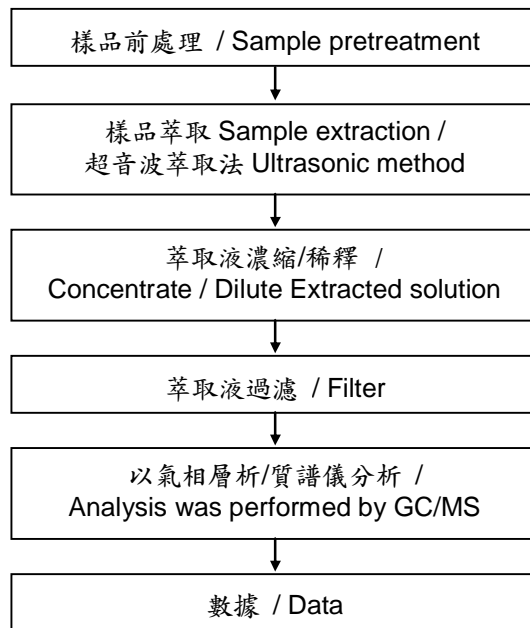 樣品前處理 / Sample pretreatment
樣品萃取 Sample extraction /
超音波萃取法 Ultrasonic method
萃取液濃縮/稀釋 /
Concentrate / Dilute Extracted solution
萃取液過濾 / Filter
以氣相層析/質譜儀分析 /
Analysis was performed by GC/MS
數據 / Data